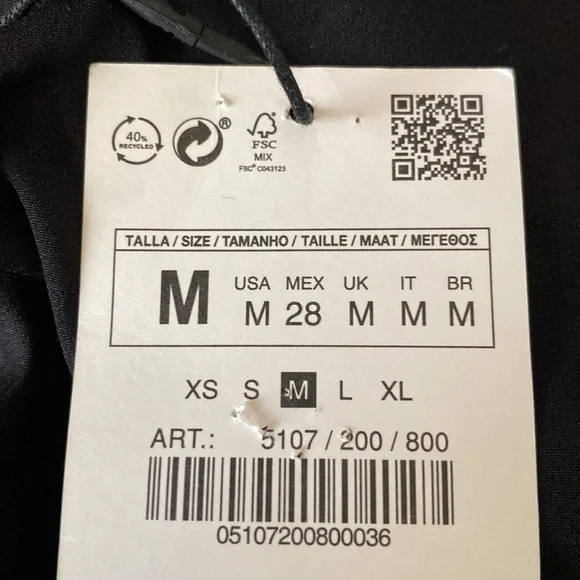 40%
RECYCLED
®
FSC
MIX
FSC® C043123
TALLA / SIZE / TAMANHO / TAILLE / MAAT / ΜΕΓΕΘΟΣ
M
USA MEX UK IT BR
M 28 M M M
XS S M L XL
ART.: 5107 / 200 / 800
05107200800036